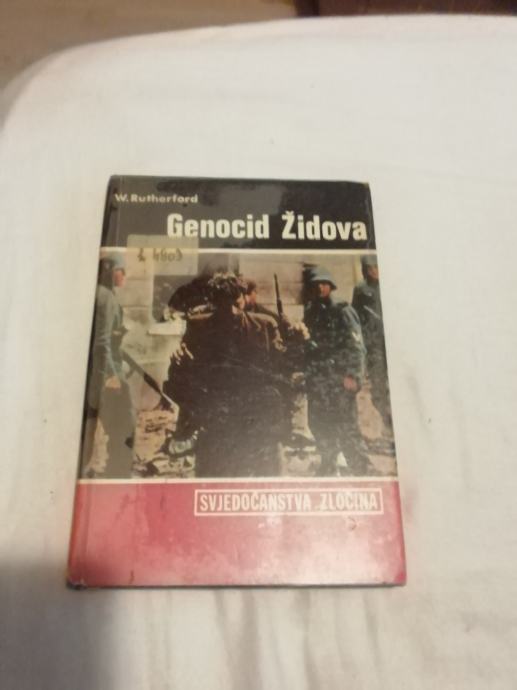 W. Rutherford
Genocid Židova
SVJEDOČANSTVA ZLOČINA